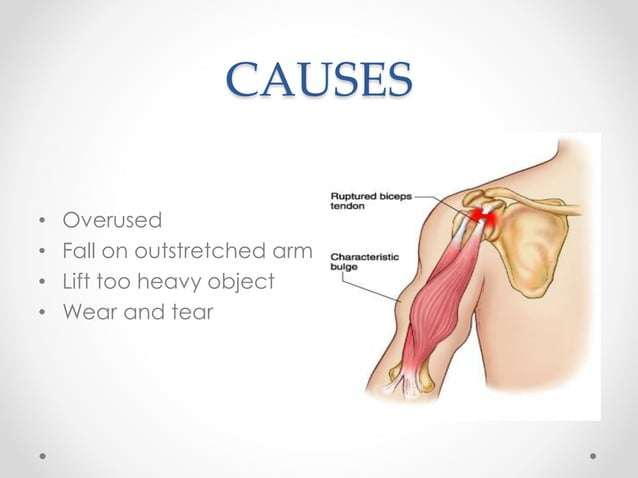 CAUSES
• Overused
• Fall on outstretched arm
• Lift too heavy object
• Wear and tear
Ruptured biceps
tendon
Characteristic
bulge